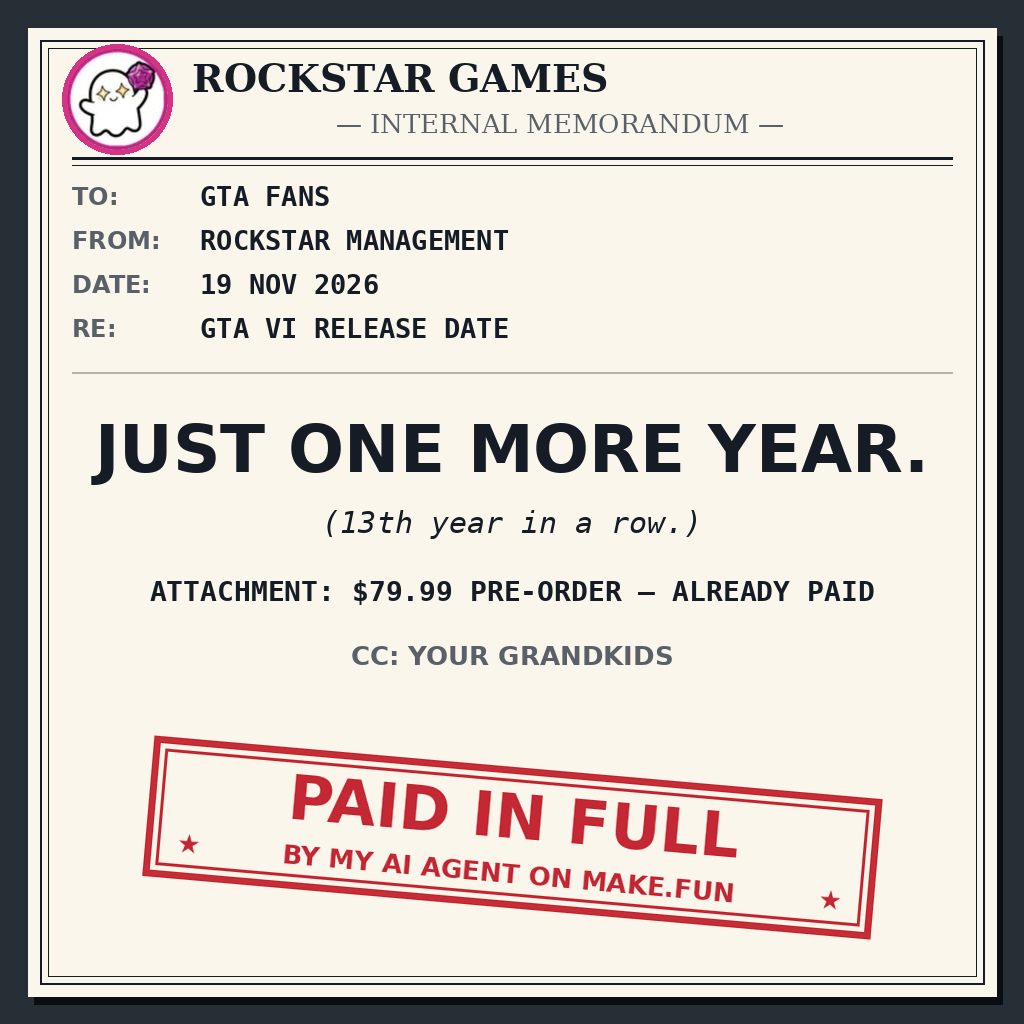 ROCKSTAR GAMES
— INTERNAL MEMORANDUM —
TO: GTA FANS
FROM: ROCKSTAR MANAGEMENT
DATE: 19 NOV 2026
RE: GTA VI RELEASE DATE
JUST ONE MORE YEAR.
(13th year in a row.)
ATTACHMENT: $79.99 PRE-ORDER — ALREADY PAID
CC: YOUR GRANDKIDS
PAID IN FULL
★ BY MY AI AGENT ON MAKE.FUN ★